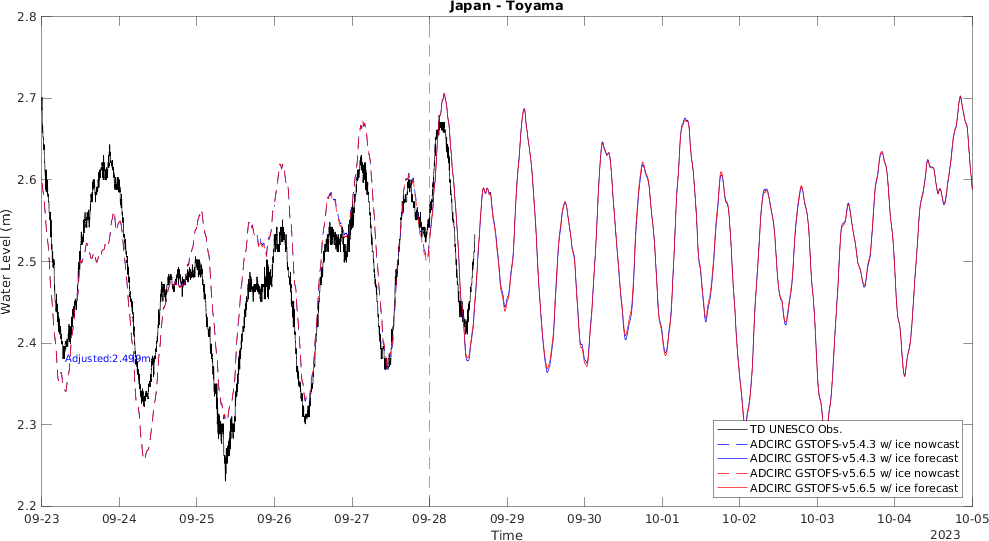 Japan - Toyama
2.8
2.7
2.6
2.5
2.4
2.3
2.2
Water Level (m)
Adjusted:2.499m
TD UNESCO Obs.
ADCIRC GSTOFS-v5.4.3 w/ ice nowcast
ADCIRC GSTOFS-v5.4.3 w/ ice forecast
ADCIRC GSTOFS-v5.6.5 w/ ice nowcast
ADCIRC GSTOFS-v5.6.5 w/ ice forecast
09-23 09-24 09-25 09-26 09-27 09-28 09-29 09-30 10-01 10-02 10-03 10-04 10-05
Time
2023